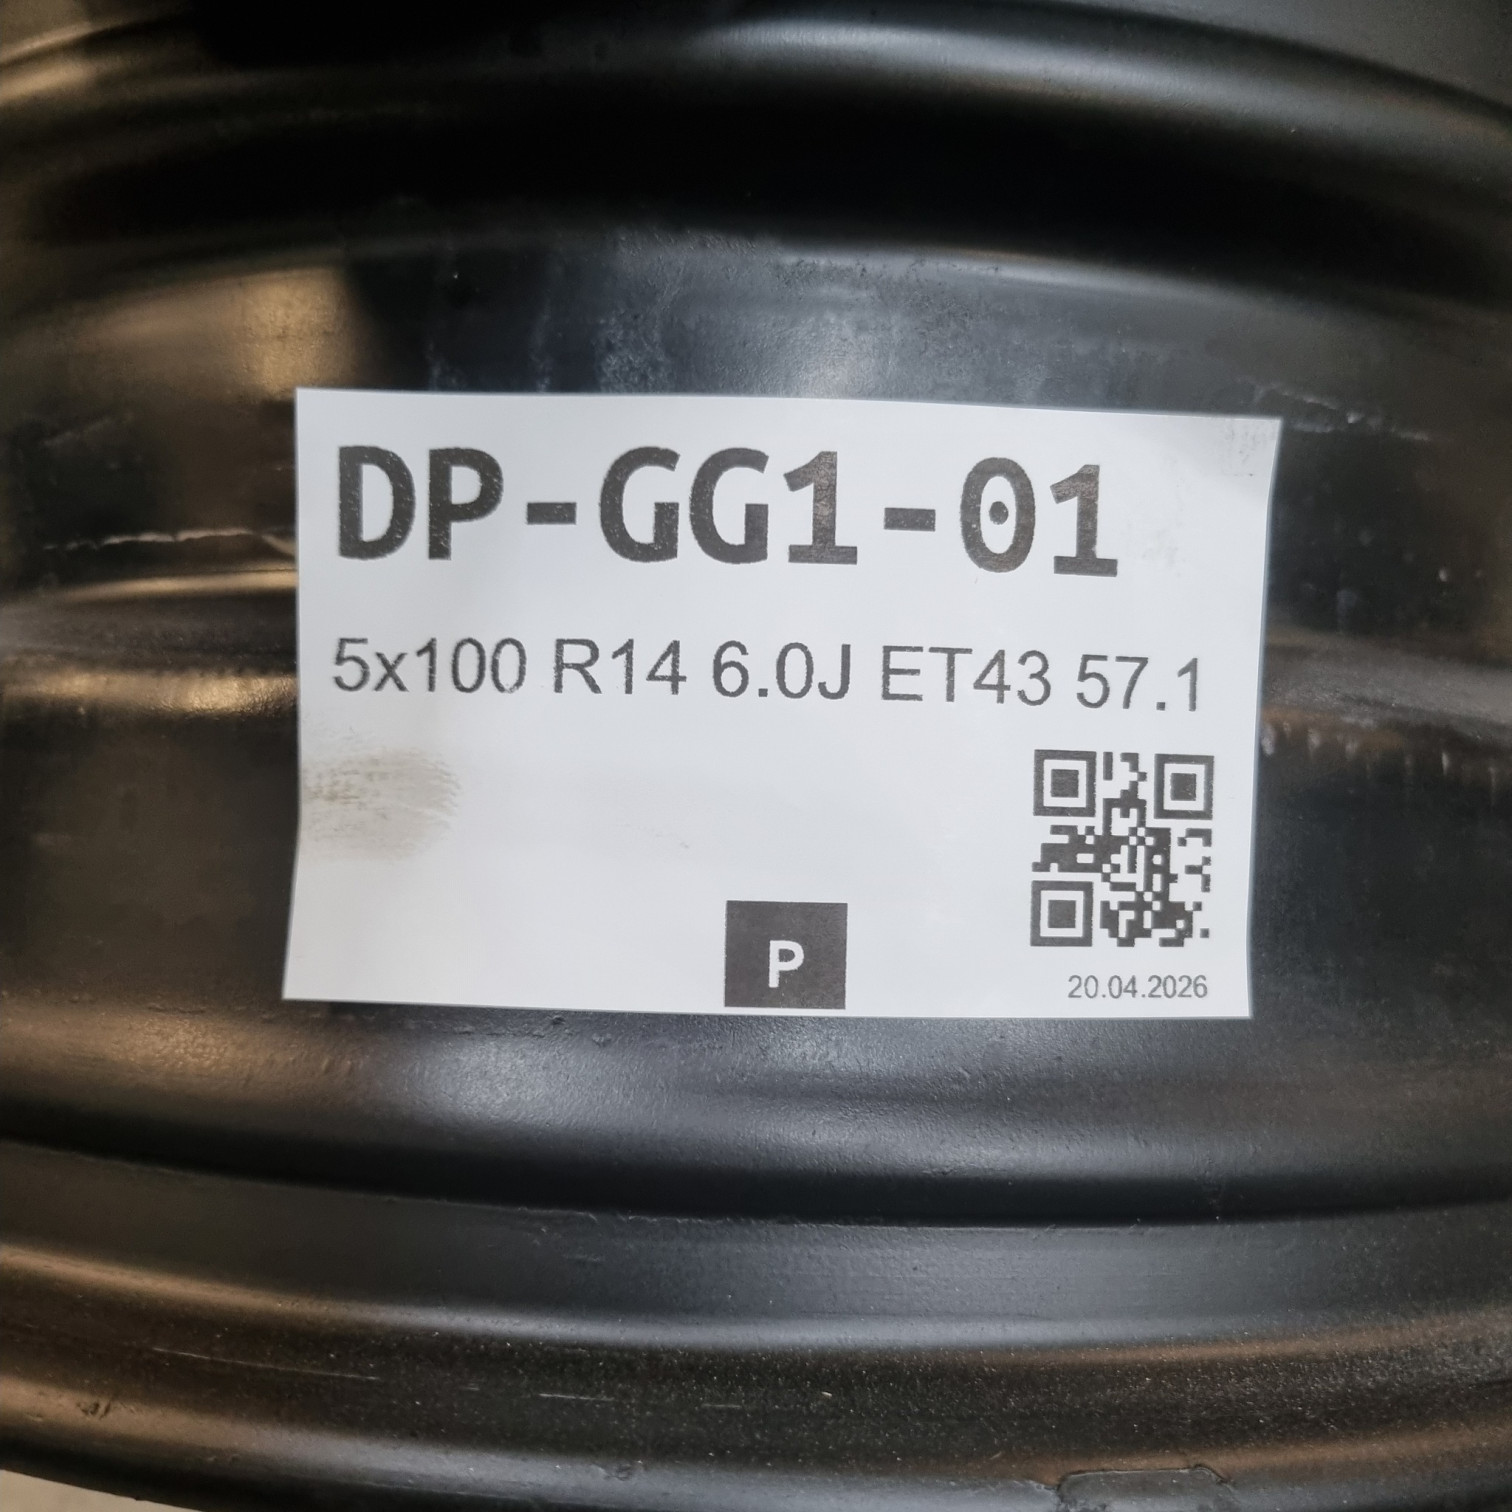 DP-GG1-01
5x100 R14 6.0J ET43 57.1
P
20.04.2026